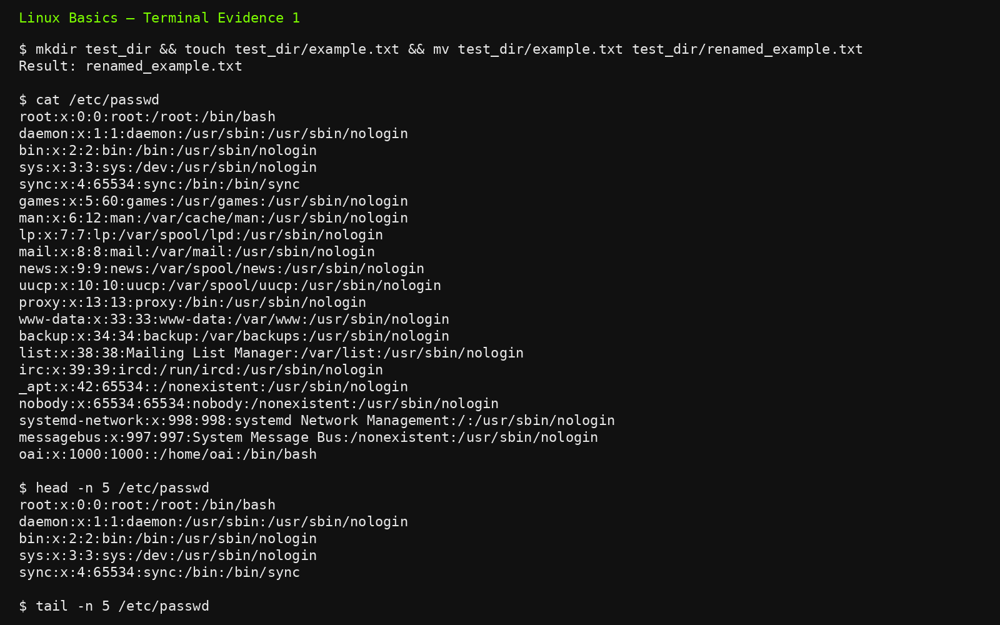 Linux Basics — Terminal Evidence 1
$ mkdir test_dir && touch test_dir/example.txt && mv test_dir/example.txt test_dir/renamed_example.txt
Result: renamed_example.txt
$ cat /etc/passwd
root:x:0:0:root:/root:/bin/bash
daemon:x:1:1:daemon:/usr/sbin:/usr/sbin/nologin
bin:x:2:2:bin:/bin:/usr/sbin/nologin
sys:x:3:3:sys:/dev:/usr/sbin/nologin
sync:x:4:65534:sync:/bin:/bin/sync
games:x:5:60:games:/usr/games:/usr/sbin/nologin
man:x:6:12:man:/var/cache/man:/usr/sbin/nologin
lp:x:7:7:lp:/var/spool/lpd:/usr/sbin/nologin
mail:x:8:8:mail:/var/mail:/usr/sbin/nologin
news:x:9:9:news:/var/spool/news:/usr/sbin/nologin
uucp:x:10:10:uucp:/var/spool/uucp:/usr/sbin/nologin
proxy:x:13:13:proxy:/bin:/usr/sbin/nologin
www-data:x:33:33:www-data:/var/www:/usr/sbin/nologin
backup:x:34:34:backup:/var/backups:/usr/sbin/nologin
list:x:38:38:Mailing List Manager:/var/list:/usr/sbin/nologin
irc:x:39:39:ircd:/run/ircd:/usr/sbin/nologin
_apt:x:42:65534::/nonexistent:/usr/sbin/nologin
nobody:x:65534:65534:nobody:/nonexistent:/usr/sbin/nologin
systemd-network:x:998:998:systemd Network Management:/:/usr/sbin/nologin
messagebus:x:997:997:System Message Bus:/nonexistent:/usr/sbin/nologin
oai:x:1000:1000::/home/oai:/bin/bash
$ head -n 5 /etc/passwd
root:x:0:0:root:/root:/bin/bash
daemon:x:1:1:daemon:/usr/sbin:/usr/sbin/nologin
bin:x:2:2:bin:/bin:/usr/sbin/nologin
sys:x:3:3:sys:/dev:/usr/sbin/nologin
sync:x:4:65534:sync:/bin:/bin/sync
$ tail -n 5 /etc/passwd